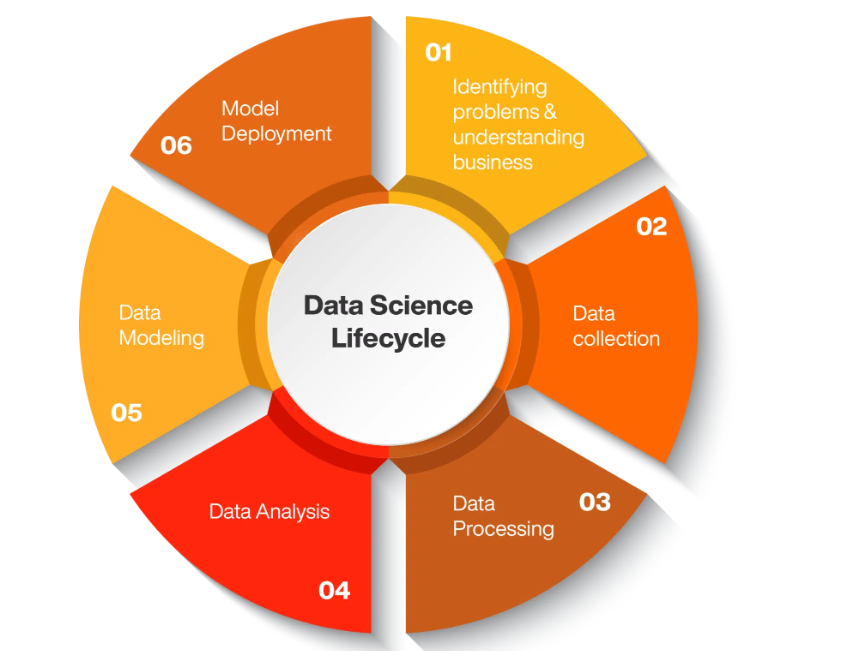 01
Identifying
problems &
understanding
business
02
Data
collection
03
Data
Processing
04
Data Analysis
05
Data
Modeling
06
Model
Deployment
Data Science
Lifecycle